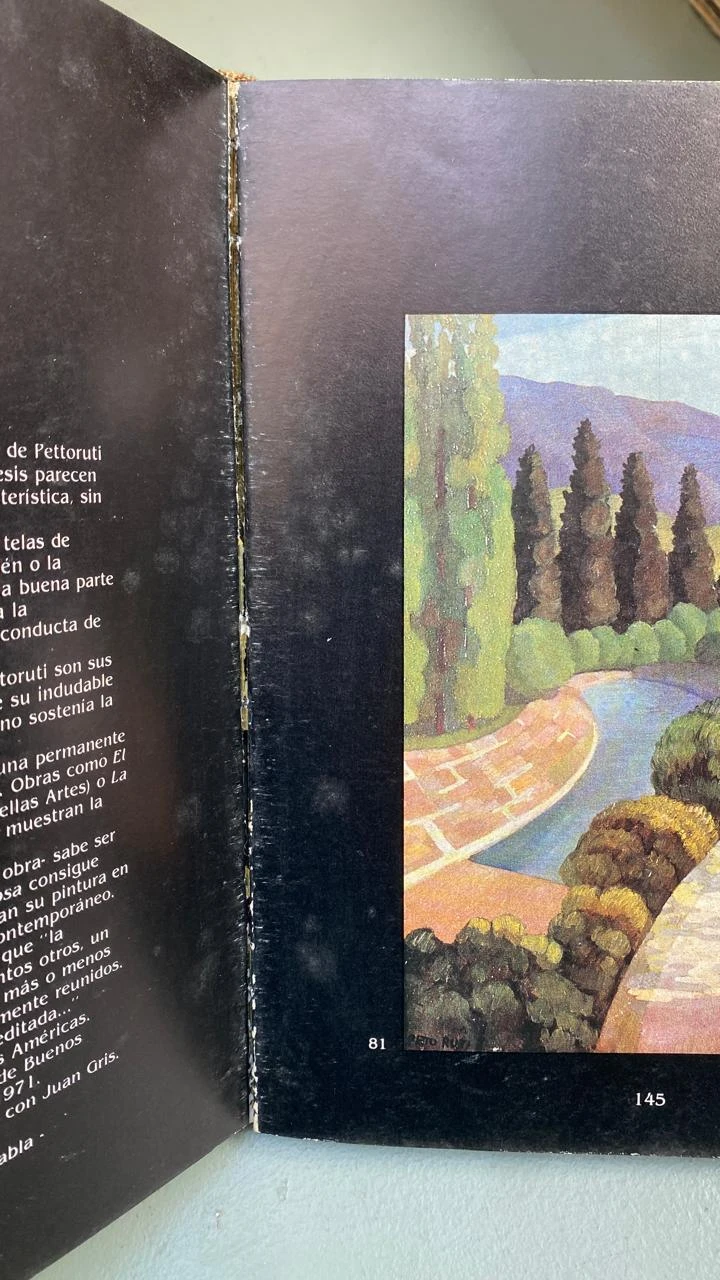 de Pettoruti
esis parecen
terística, sin
telas de
én o la
a buena parte
a la
conducta de
toruti son sus
e su indudable
no sostenía la
una permanente
. Obras como El
ellas Artes) o La
muestran la
obra- sabe ser
osa consigue
an su pintura en
ontemporáneo.
que "la
ntos otros, un
más o menos
mente reunidos.
editada..."
s Américas.
de Buenos
971.
con Juan Gris.
abla -
81
145